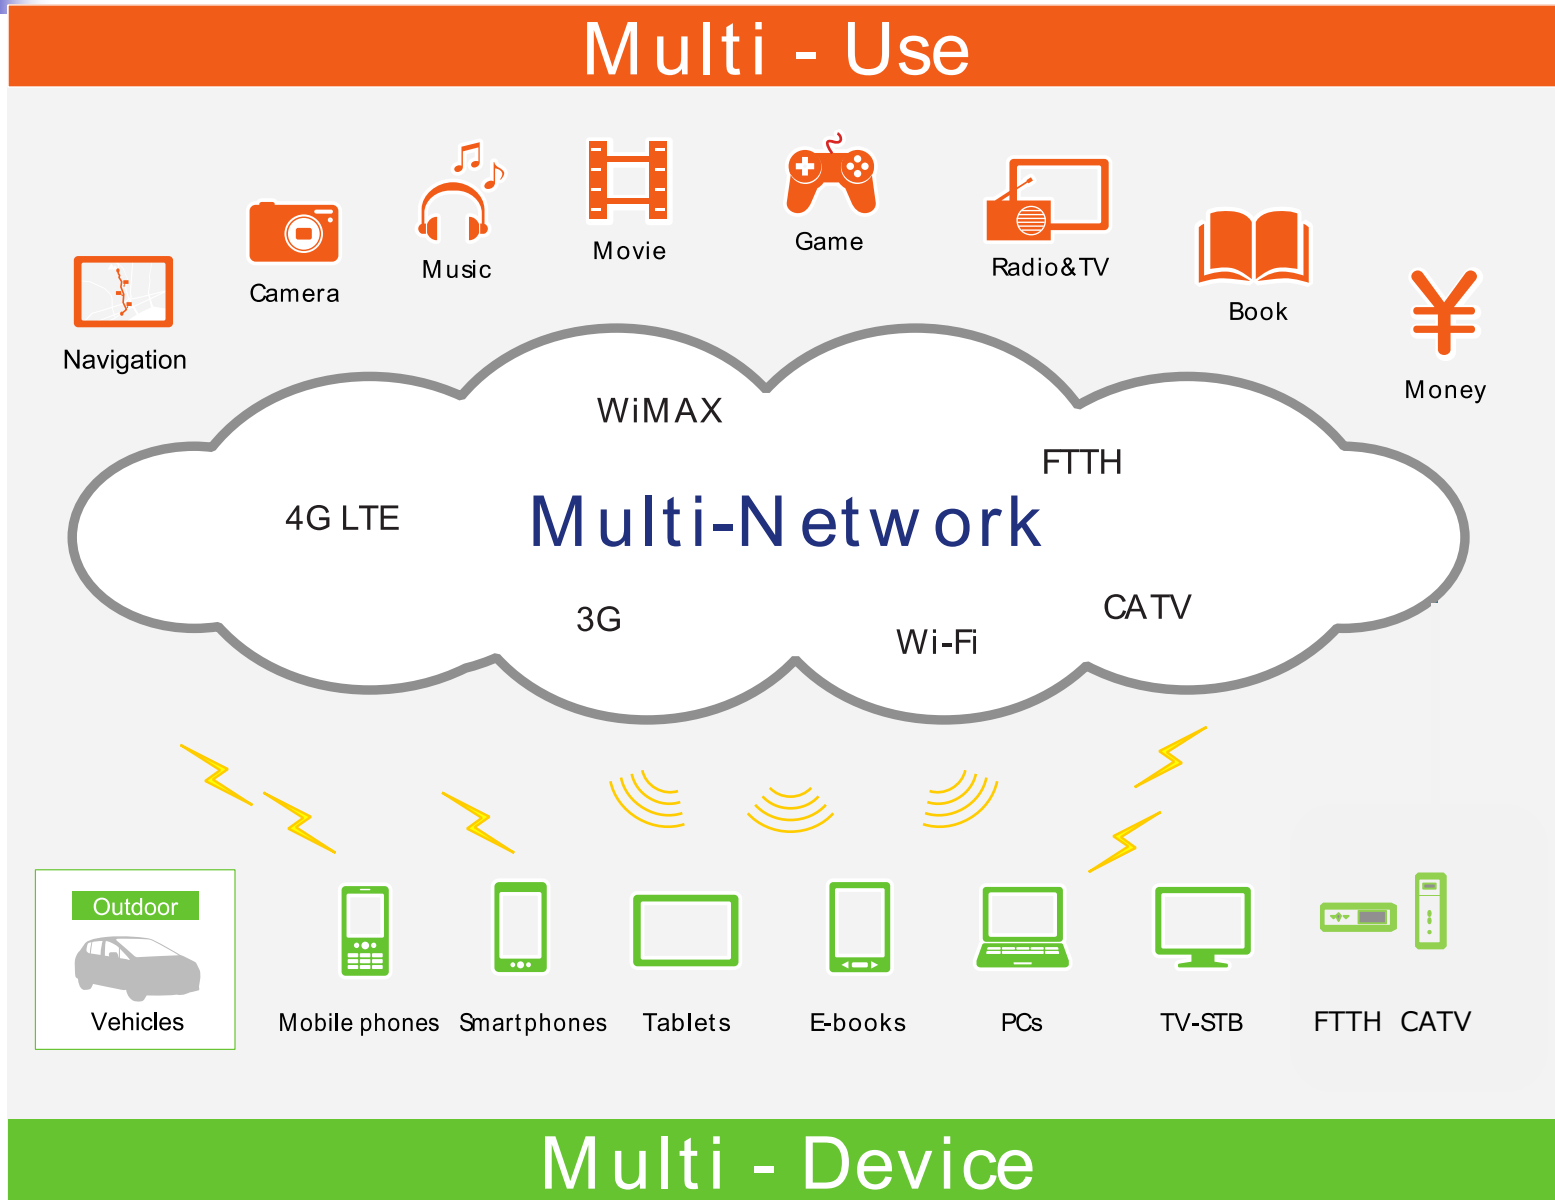 Multi - Use
Navigation
Camera
Music
Movie
Game
Radio&TV
Book
Money
WiMAX
FTTH
4G LTE
Multi-Network
3G
Wi-Fi
CATV
Outdoor
Vehicles
Mobile phones
Smartphones
Tablets
E-books
PCs
TV-STB
FTTH
CATV
Multi - Device